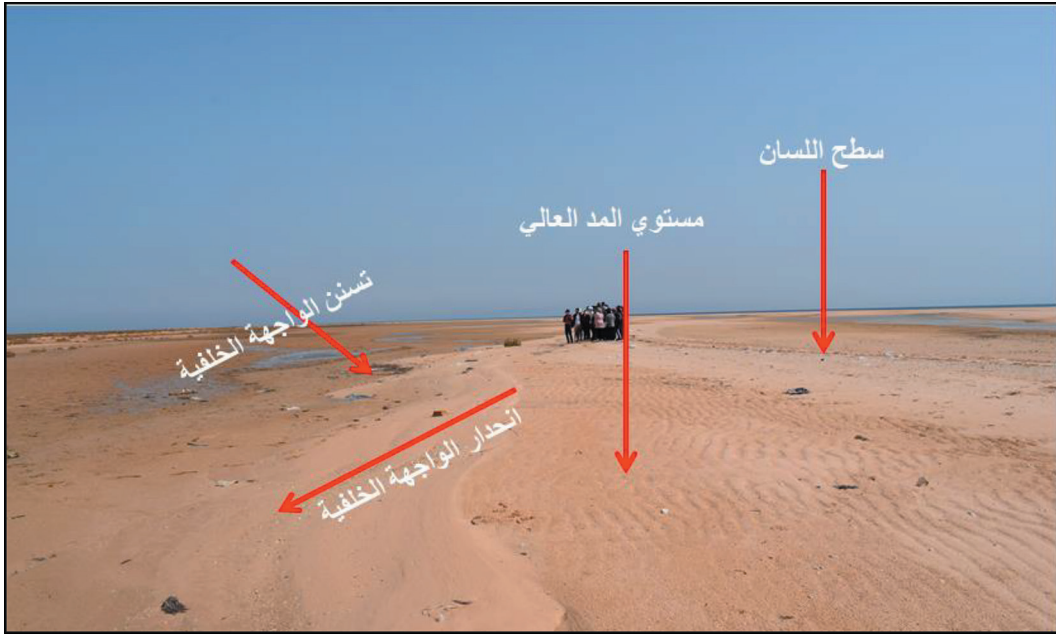 سطح اللسان
مستوي المد العالي
تسنن الواجهة الخلفية
انحدار الواجهة الخلفية